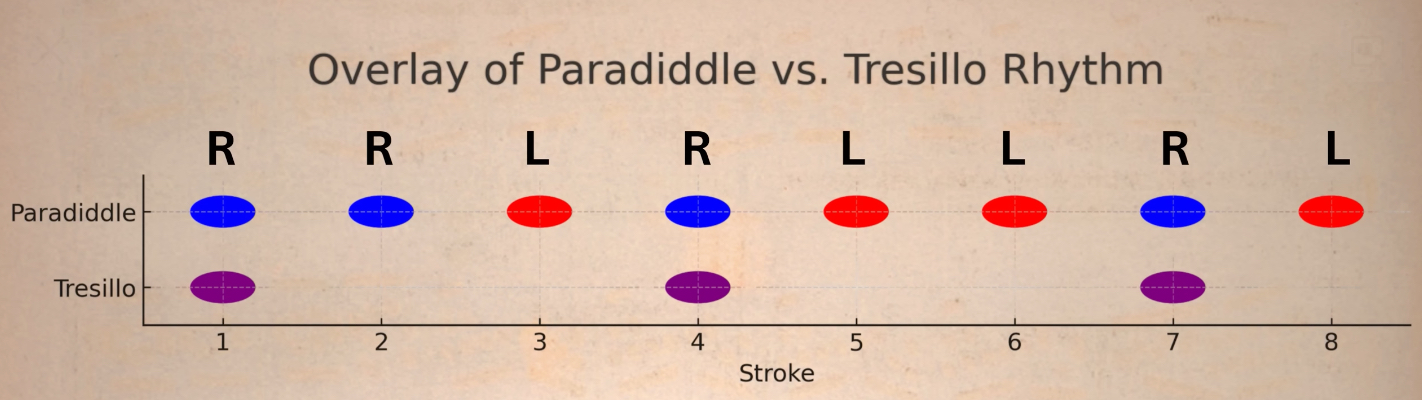 Overlay of Paradiddle vs. Tresillo Rhythm
R R L R L L R L
Paradiddle
Tresillo
1 2 3 4 5 6 7 8
Stroke